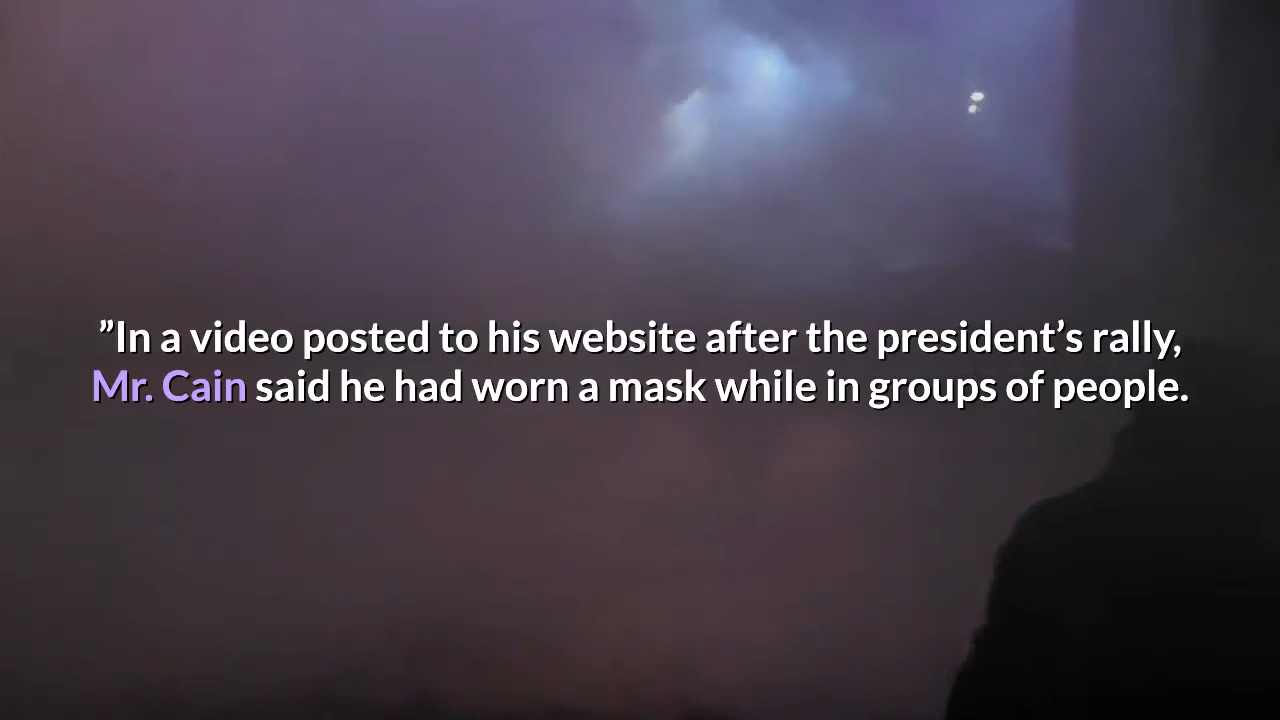 ”In a video posted to his website after the president’s rally,
Mr. Cain said he had worn a mask while in groups of people.